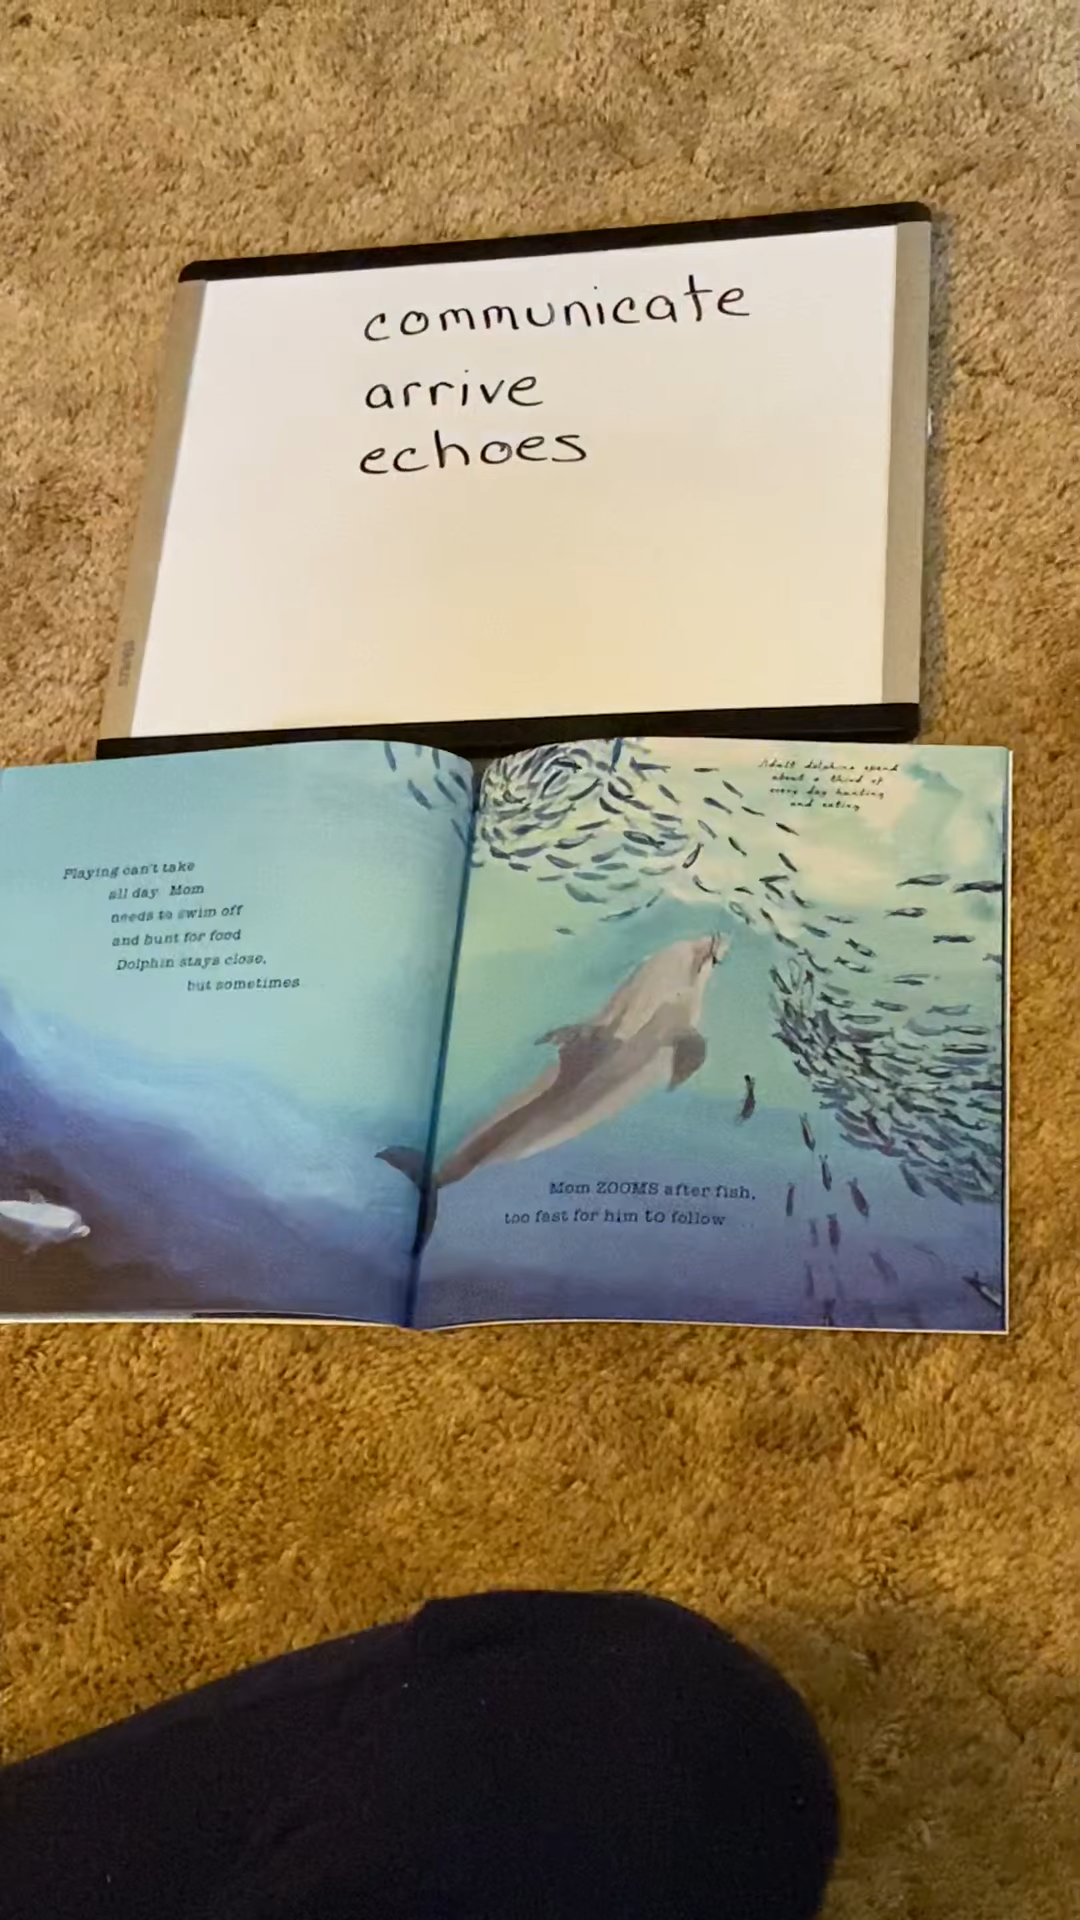 communicate
arrive
echoes
Playing can't take
all day. Mom
needs to swim off
and hunt for food.
Dolphin stays close,
but sometimes
Adult dolphins spend
about a third of
every day hunting
and eating
Mom ZOOMS after fish,
too fast for him to follow